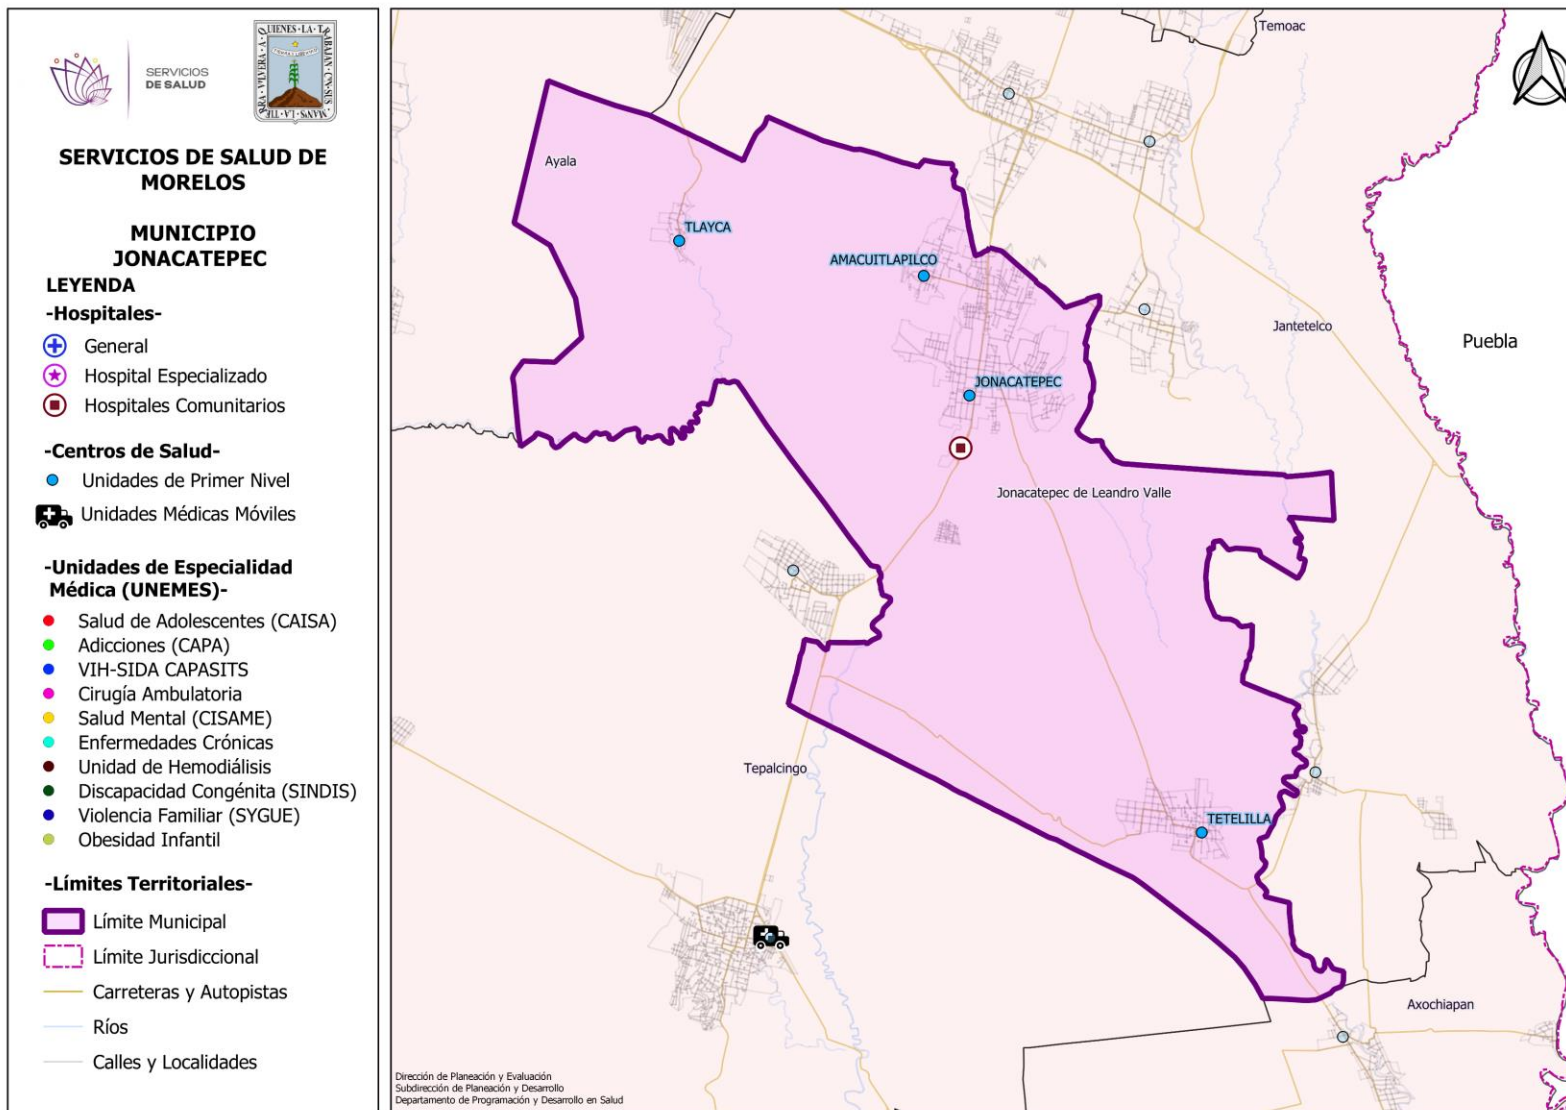 SERVICIOS
DE SALUD
SERVICIOS DE SALUD DE
MORELOS
MUNICIPIO
JONACATEPEC
LEYENDA
-Hospitales-
General
Hospital Especializado
Hospitales Comunitarios
-Centros de Salud-
Unidades de Primer Nivel
Unidades Médicas Móviles
-Unidades de Especialidad
Médica (UNEMES)-
Salud de Adolescentes (CAISA)
Adicciones (CAPA)
VIH-SIDA CAPASITS
Cirugía Ambulatoria
Salud Mental (CISAME)
Enfermedades Crónicas
Unidad de Hemodiálisis
Discapacidad Congénita (SINDIS)
Violencia Familiar (SYGUE)
Obesidad Infantil
-Límites Territoriales-
Límite Municipal
Límite Jurisdiccional
Carreteras y Autopistas
Ríos
Calles y Localidades
Temoac
Ayala
TLAYCA
AMACUITLAPILCO
Jantetelco
Puebla
JONACATEPEC
Jonacatepec de Leandro Valle
Tepalcingo
TETELILLA
Axochiapan
Dirección de Planeación y Evaluación
Subdirección de Planeación y Desarrollo
Departamento de Programación y Desarrollo en Salud